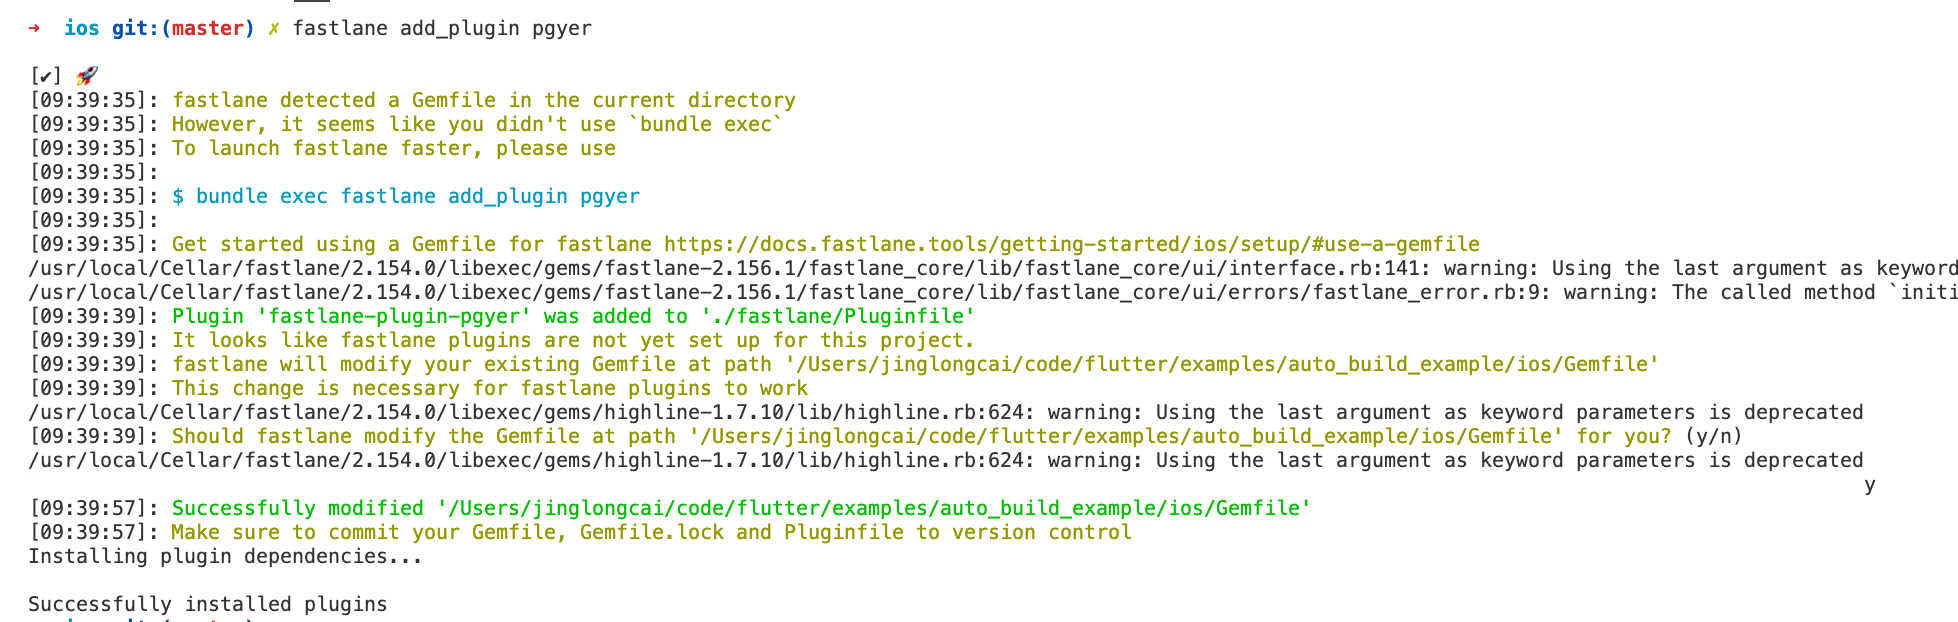 → ios git:(master) ✗ fastlane add_plugin pgyer
[✔] 🚀
[09:39:35]: fastlane detected a Gemfile in the current directory
[09:39:35]: However, it seems like you didn't use `bundle exec`
[09:39:35]: To launch fastlane faster, please use
[09:39:35]:
[09:39:35]: $ bundle exec fastlane add_plugin pgyer
[09:39:35]:
[09:39:35]: Get started using a Gemfile for fastlane https://docs.fastlane.tools/getting-started/ios/setup/#use-a-gemfile
/usr/local/Cellar/fastlane/2.154.0/libexec/gems/fastlane-2.156.1/fastlane_core/lib/fastlane_core/ui/interface.rb:141: warning: Using the last argument as keyword
/usr/local/Cellar/fastlane/2.154.0/libexec/gems/fastlane-2.156.1/fastlane_core/lib/fastlane_core/ui/errors/fastlane_error.rb:9: warning: The called method `initi
[09:39:39]: Plugin 'fastlane-plugin-pgyer' was added to './fastlane/Pluginfile'
[09:39:39]: It looks like fastlane plugins are not yet set up for this project.
[09:39:39]: fastlane will modify your existing Gemfile at path '/Users/jinglongcai/code/flutter/examples/auto_build_example/ios/Gemfile'
[09:39:39]: This change is necessary for fastlane plugins to work
/usr/local/Cellar/fastlane/2.154.0/libexec/gems/highline-1.7.10/lib/highline.rb:624: warning: Using the last argument as keyword parameters is deprecated
[09:39:39]: Should fastlane modify the Gemfile at path '/Users/jinglongcai/code/flutter/examples/auto_build_example/ios/Gemfile' for you? (y/n)
/usr/local/Cellar/fastlane/2.154.0/libexec/gems/highline-1.7.10/lib/highline.rb:624: warning: Using the last argument as keyword parameters is deprecated
y
[09:39:57]: Successfully modified '/Users/jinglongcai/code/flutter/examples/auto_build_example/ios/Gemfile'
[09:39:57]: Make sure to commit your Gemfile, Gemfile.lock and Pluginfile to version control
Installing plugin dependencies...
Successfully installed plugins